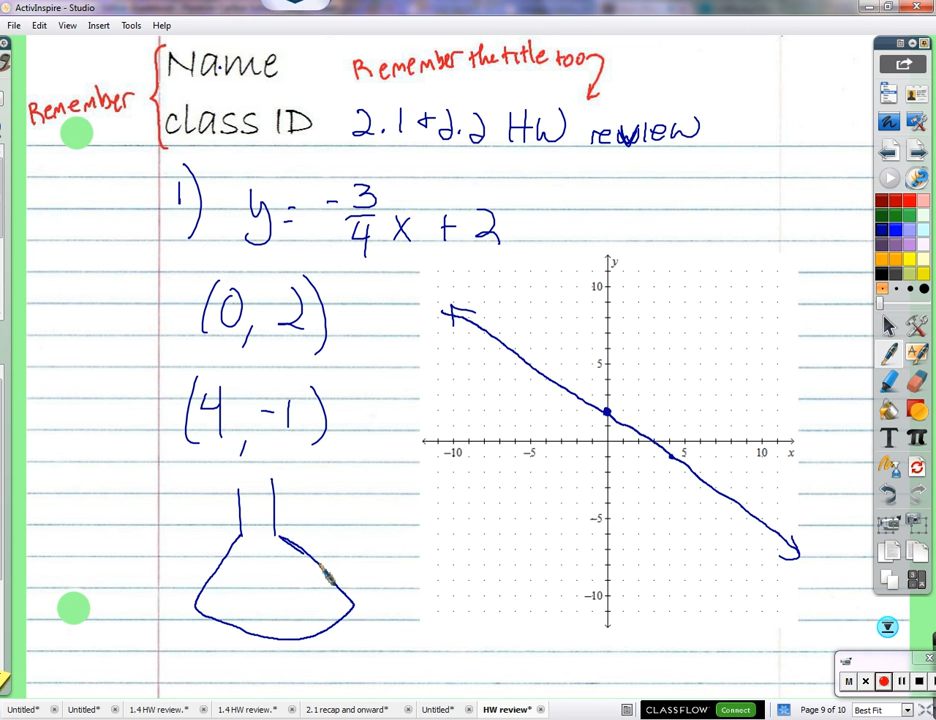 ActivInspire - Studio
File Edit View Insert Tools Help
Name
Remember the title too
Remember
class ID
2.1 + 2.2 HW review
1) y = -3/4 x + 2
(0, 2)
(4, -1)
y
10
5
-10 -5 5 10 x
-5
-10
T π
M
Untitled* Untitled* 1.4 HW review.* 1.4 HW review.* 2.1 recap and onward* Untitled* HW review* CLASSFLOW Connect Page 9 of 10 Best Fit